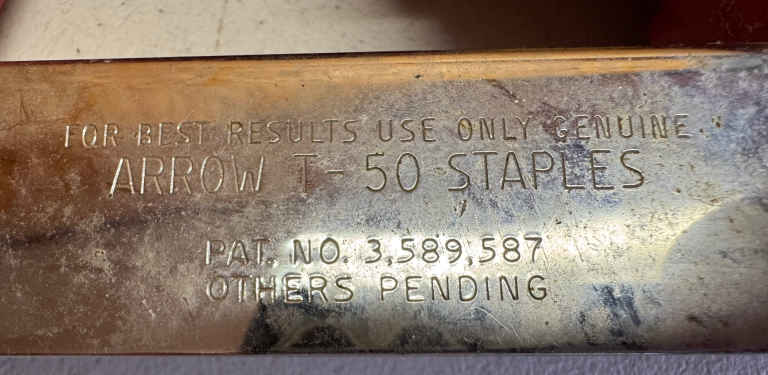 FOR BEST RESULTS USE ONLY GENUINE
ARROW T-50 STAPLES
PAT. NO. 3,589,587
OTHERS PENDING